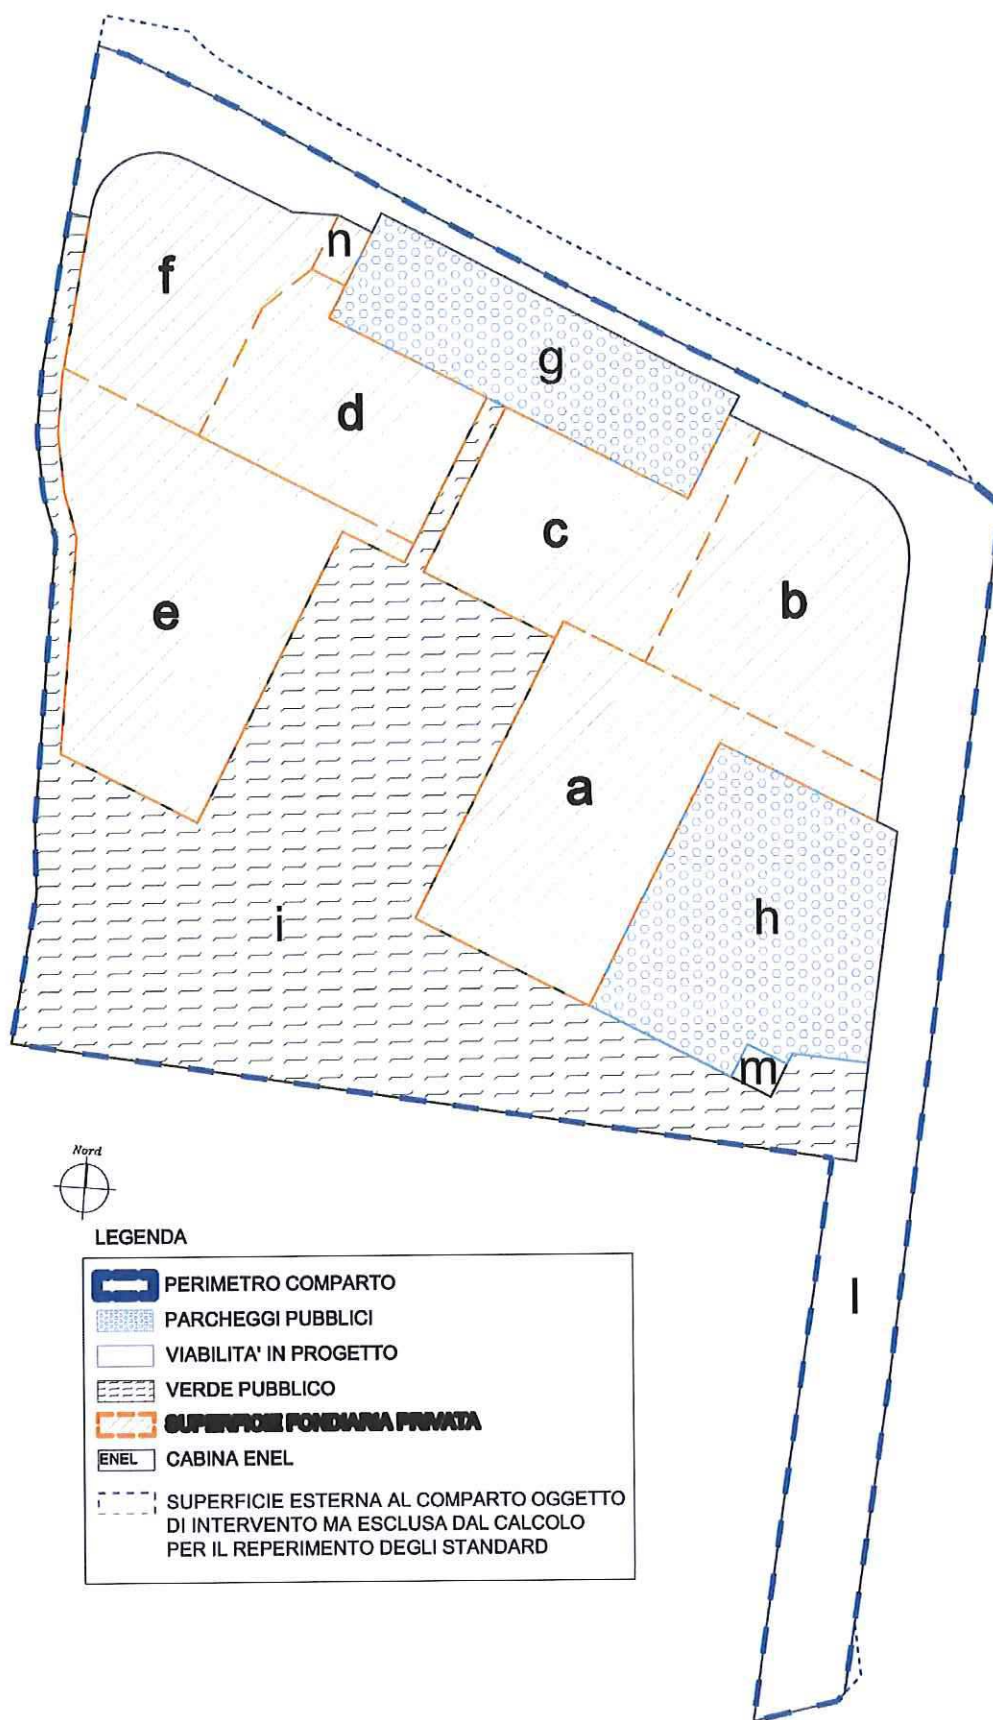 n
f
g
d
c
b
e
a
h
i
m
Nord
LEGENDA
PERIMETRO COMPARTO
PARCHEGGI PUBBLICI
VIABILITA' IN PROGETTO
VERDE PUBBLICO
SUPERFICIE FONDIARIA PRIVATA
ENEL CABINA ENEL
SUPERFICIE ESTERNA AL COMPARTO OGGETTO
DI INTERVENTO MA ESCLUSA DAL CALCOLO
PER IL REPERIMENTO DEGLI STANDARD
l